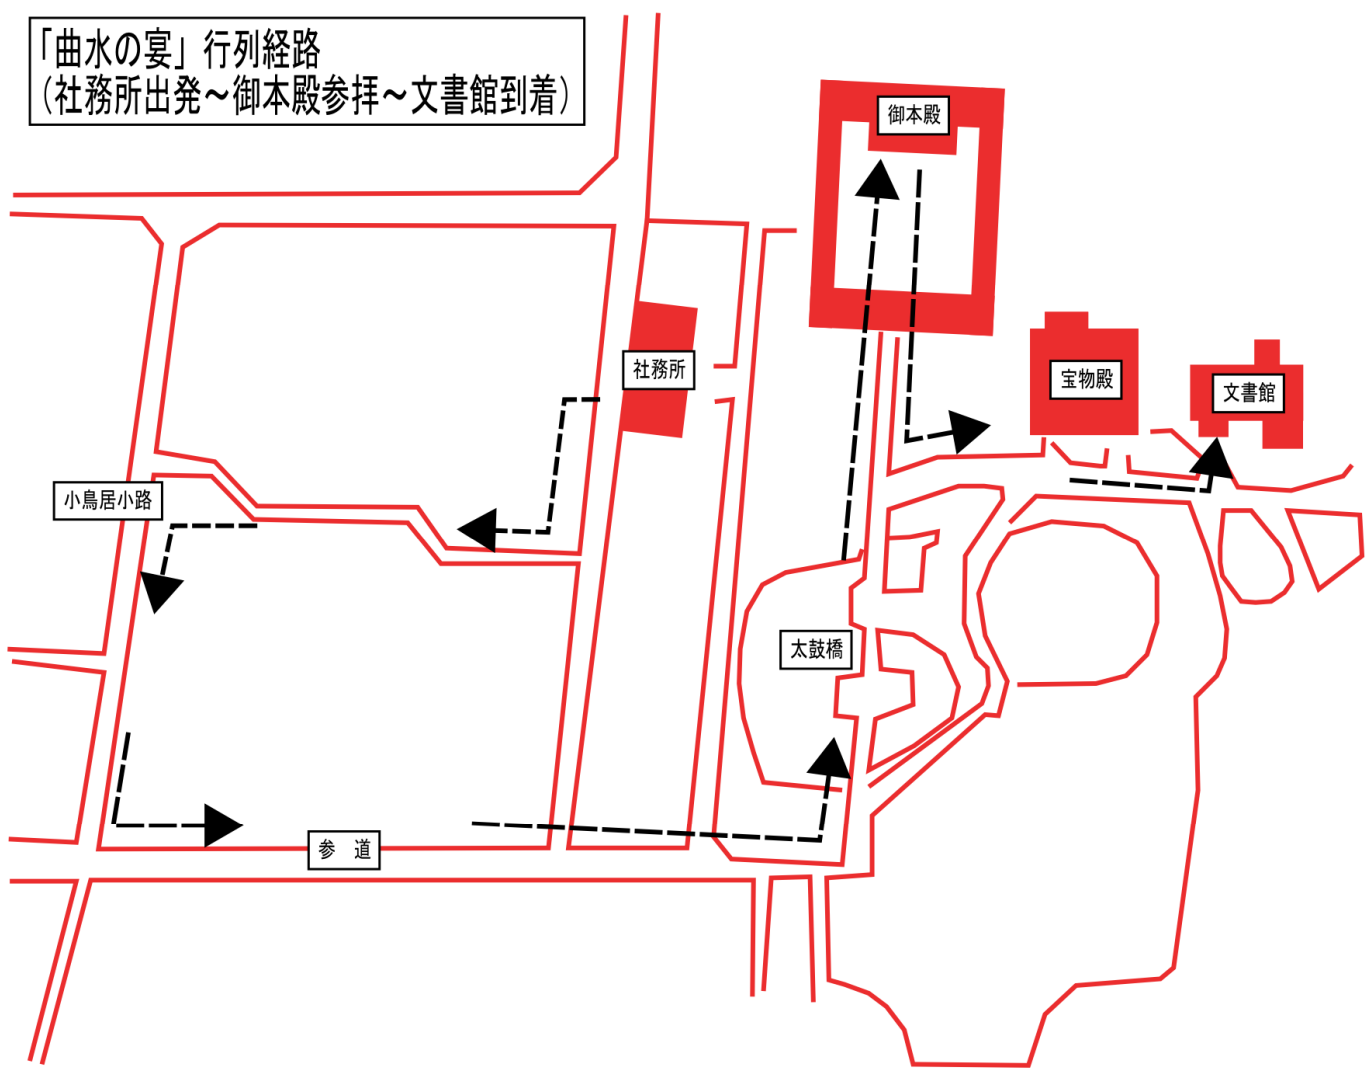 「曲水の宴」行列経路
(社務所出発～御本殿参拝～文書館到着)
御本殿
社務所
宝物殿
文書館
小鳥居小路
太鼓橋
参　道